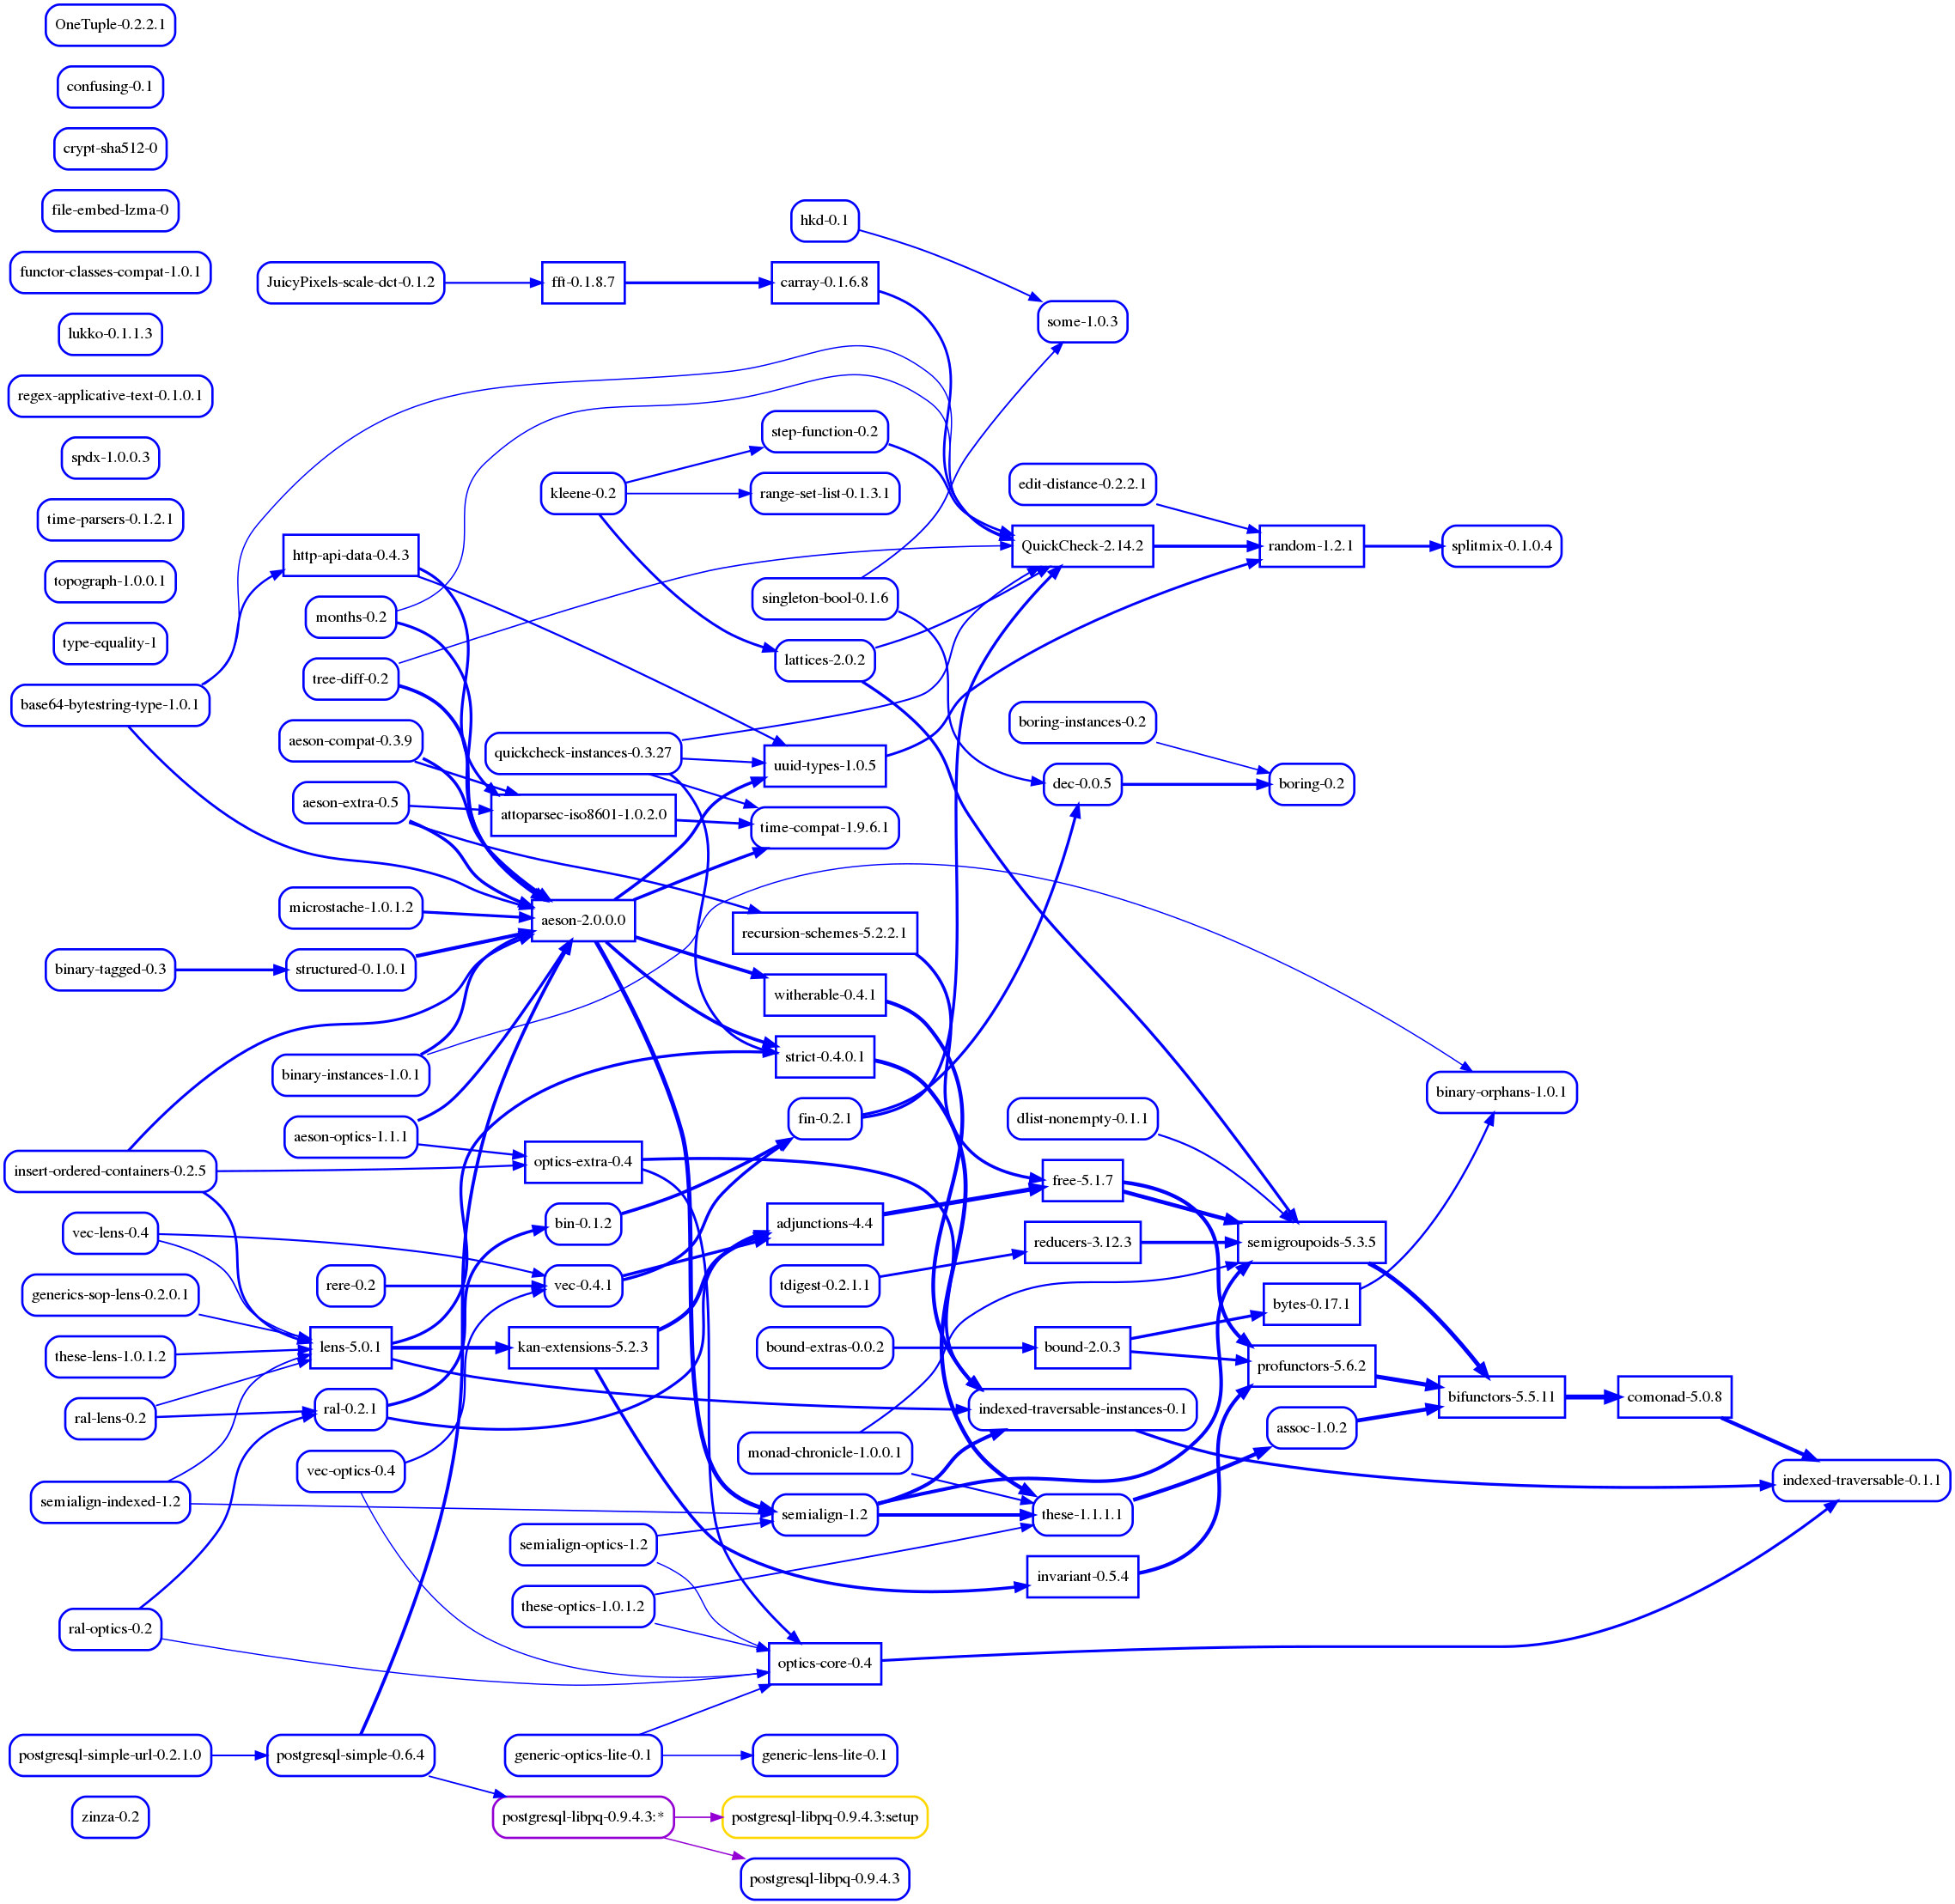 OneTuple-0.2.2.1
confusing-0.1
crypt-sha512-0
file-embed-lzma-0
functor-classes-compat-1.0.1
lukko-0.1.1.3
regex-applicative-text-0.1.0.1
spdx-1.0.0.3
time-parsers-0.1.2.1
topograph-1.0.0.1
type-equality-1
base64-bytestring-type-1.0.1
binary-tagged-0.3
insert-ordered-containers-0.2.5
vec-lens-0.4
generics-sop-lens-0.2.0.1
these-lens-1.0.1.2
ral-lens-0.2
semialign-indexed-1.2
ral-optics-0.2
postgresql-simple-url-0.2.1.0
zinza-0.2
JuicyPixels-scale-dct-0.1.2
http-api-data-0.4.3
months-0.2
tree-diff-0.2
aeson-compat-0.3.9
aeson-extra-0.5
microstache-1.0.1.2
structured-0.1.0.1
binary-instances-1.0.1
aeson-optics-1.1.1
rere-0.2
lens-5.0.1
ral-0.2.1
vec-optics-0.4
postgresql-simple-0.6.4
fft-0.1.8.7
kleene-0.2
quickcheck-instances-0.3.27
attoparsec-iso8601-1.0.2.0
aeson-2.0.0.0
optics-extra-0.4
bin-0.1.2
vec-0.4.1
kan-extensions-5.2.3
semialign-optics-1.2
these-optics-1.0.1.2
generic-optics-lite-0.1
postgresql-libpq-0.9.4.3:*
hkd-0.1
carray-0.1.6.8
step-function-0.2
range-set-list-0.1.3.1
singleton-bool-0.1.6
lattices-2.0.2
uuid-types-1.0.5
time-compat-1.9.6.1
recursion-schemes-5.2.2.1
witherable-0.4.1
strict-0.4.0.1
fin-0.2.1
adjunctions-4.4
tdigest-0.2.1.1
bound-extras-0.0.2
monad-chronicle-1.0.0.1
semialign-1.2
optics-core-0.4
generic-lens-lite-0.1
postgresql-libpq-0.9.4.3:setup
postgresql-libpq-0.9.4.3
some-1.0.3
edit-distance-0.2.2.1
QuickCheck-2.14.2
boring-instances-0.2
dec-0.0.5
dlist-nonempty-0.1.1
free-5.1.7
reducers-3.12.3
bound-2.0.3
indexed-traversable-instances-0.1
these-1.1.1.1
invariant-0.5.4
random-1.2.1
boring-0.2
semigroupoids-5.3.5
bytes-0.17.1
profunctors-5.6.2
assoc-1.0.2
splitmix-0.1.0.4
binary-orphans-1.0.1
bifunctors-5.5.11
comonad-5.0.8
indexed-traversable-0.1.1